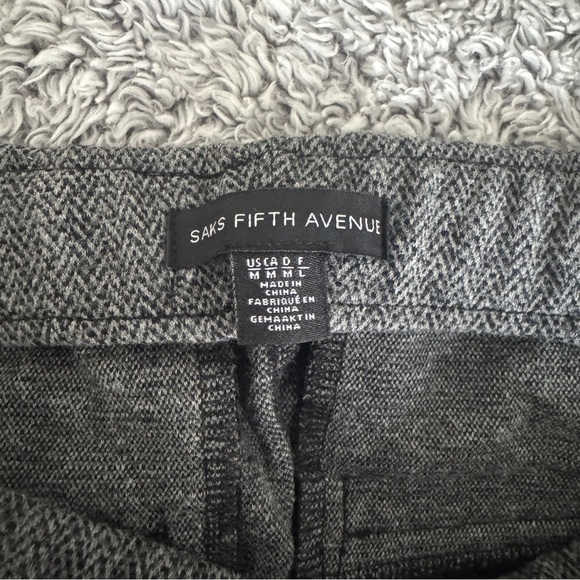 SAKS FIFTH AVENUE
US CA D F
M M M L
MADE IN
CHINA
FABRIQUÉ EN
CHINA
GEMAAKT IN
CHINA